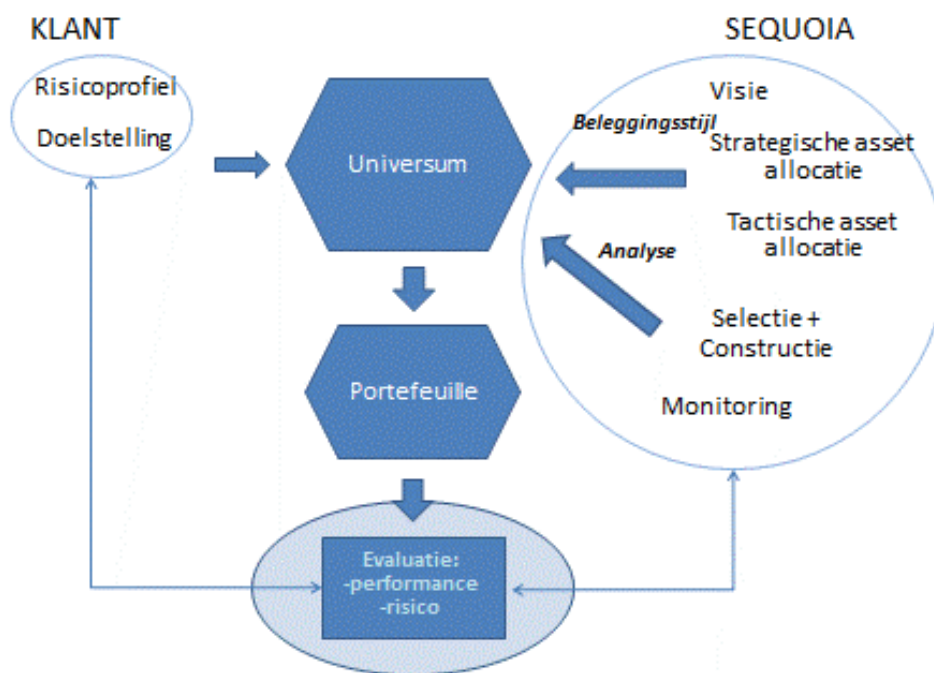 KLANT
Risicoprofiel
Doelstelling
Universum
Portefeuille
Evaluatie:
-performance
-risico
SEQUOIA
Visie
Beleggingsstijl
Strategische asset
allocatie
Tactische asset
allocatie
Analyse
Selectie +
Constructie
Monitoring